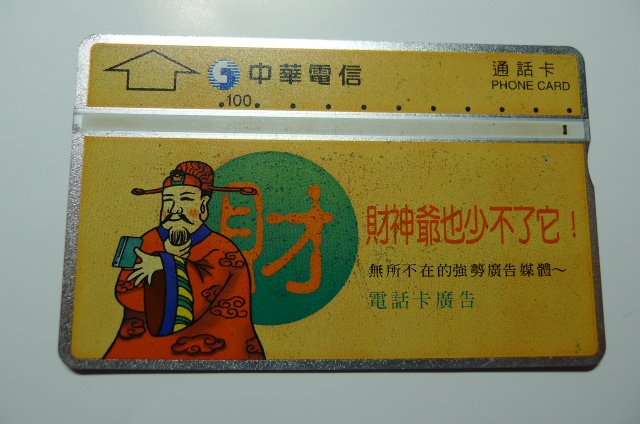 中華電信
通話卡
PHONE CARD
100
財
財神爺也少不了它！
無所不在的強勢廣告媒體～
電話卡廣告